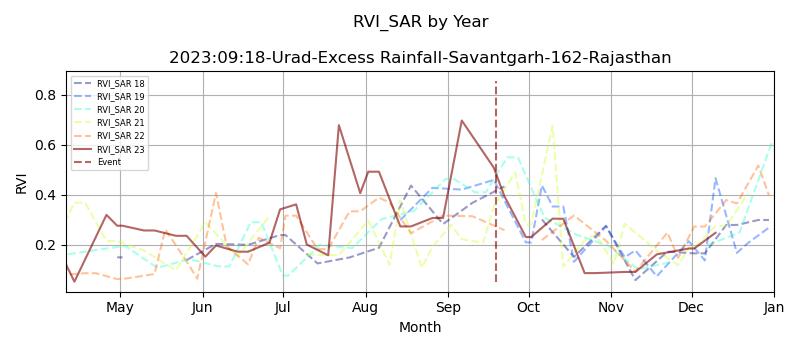 RVI_SAR by Year
2023:09:18-Urad-Excess Rainfall-Savantgarh-162-Rajasthan
RVI_SAR 18
RVI_SAR 19
RVI_SAR 20
RVI_SAR 21
RVI_SAR 22
RVI_SAR 23
Event
0.8
0.6
0.4
0.2
RVI
May
Jun
Jul
Aug
Sep
Oct
Nov
Dec
Jan
Month